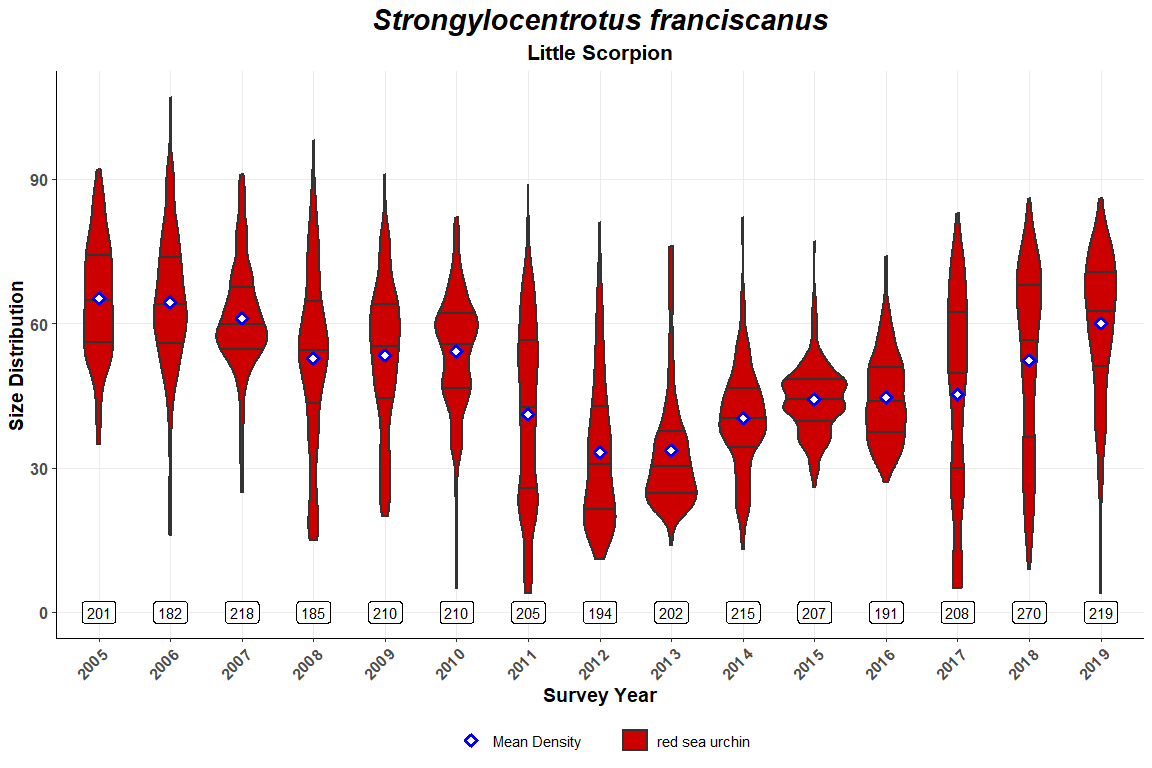 Strongylocentrotus franciscanus
Little Scorpion
Size Distribution
90
60
30
0
201 182 218 185 210 210 205 194 202 215 207 191 208 270 219
2005 2006 2007 2008 2009 2010 2011 2012 2013 2014 2015 2016 2017 2018 2019
Survey Year
Mean Density red sea urchin